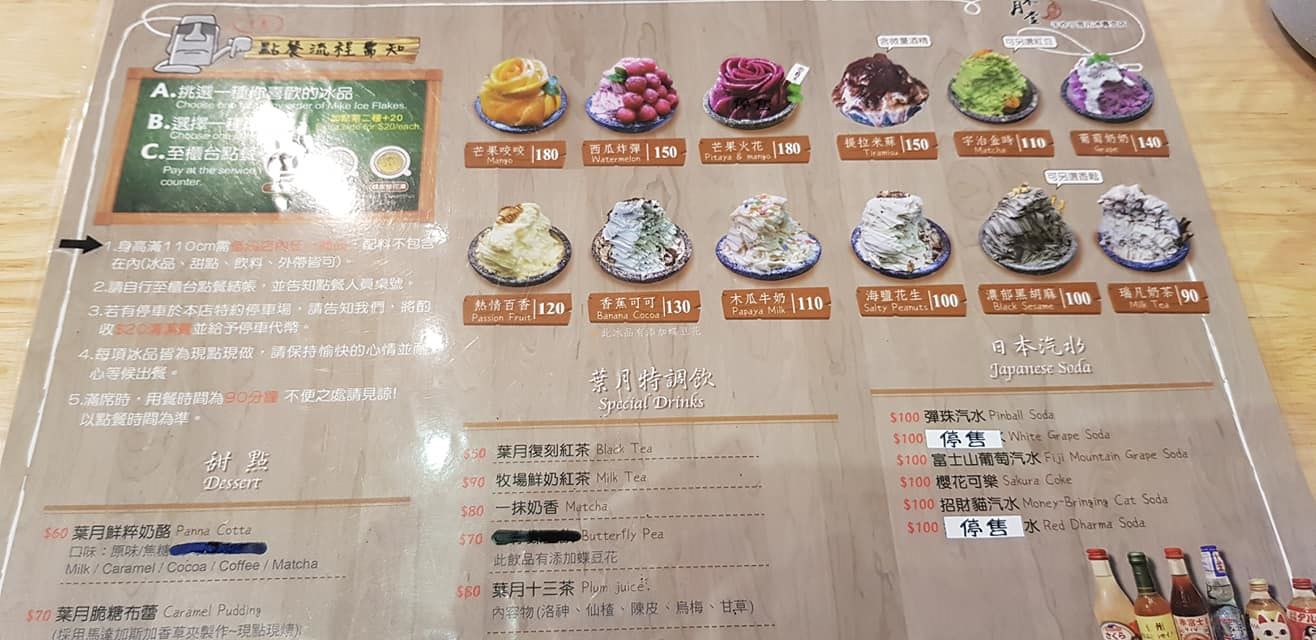 點餐流程需知
A.挑選一種你喜歡的冰品
Choose one
order of Mike Ice Flakes.
B.選擇一種
加點第二種+20
Choose one
for $20/each.
C.至櫃台點餐
Pay at the service
counter.
1.身高滿110cm需
配料不包含
在內(冰品、甜點、飲料、外帶皆可)。
2.請自行至櫃台點餐結帳，並告知點餐人員桌號。
3.若有停車於本店特約停車場，請告知我們，將酌
收$20清潔費並給予停車代幣。
4.每項冰品皆為現點現做，請保持愉快的心情並耐
心等候出餐。
5.滿席時，用餐時間為90分鐘 不便之處請見諒!
以點餐時間為準。
甜點
Dessert
$60 葉月鮮粹奶酪 Panna Cotta
口味：原味/焦糖
Milk / Caramel / Cocoa / Coffee / Matcha
$70 葉月脆糖布蕾 Caramel Pudding
(採用馬達加斯加香草夾製作~現點現烤)
芒果咬咬 180
Mango
西瓜炸彈 150
Watermelon
停售
芒果火花 180
Pitaya & mango
含微量酒精
提拉米蘇 150
Tiramisu
可另選紅豆
宇治金時 110
Matcha
葡萄奶奶 140
Grape
熱情百香 120
Passion Fruit
香蕉可可 130
Banana Cocoa
此冰品有添加蝶豆花
木瓜牛奶 110
Papaya Milk
海鹽花生 100
Salty Peanutt
濃郁黑胡麻 100
Black Sesame
瑞凡奶茶 90
Milk Tea
葉月特調飲
Special Drinks
$50 葉月復刻紅茶 Black Tea
$90 牧場鮮奶紅茶 Milk Tea
$80 一抹奶香 Matcha
$70 Butterfly Pea
此飲品有添加蝶豆花
$80 葉月十三茶 Plum juice
內容物(洛神、仙楂、陳皮、烏梅、甘草)
日本汽水
Japanese Soda
$100 彈珠汽水 Pinball Soda
$100 停售 White Grape Soda
$100 富士山葡萄汽水 Fiji Mountain Grape Soda
$100 櫻花可樂 Sakura Coke
$100 招財貓汽水 Money-Bringing Cat Soda
$100 停售 水 Red Dharma Soda